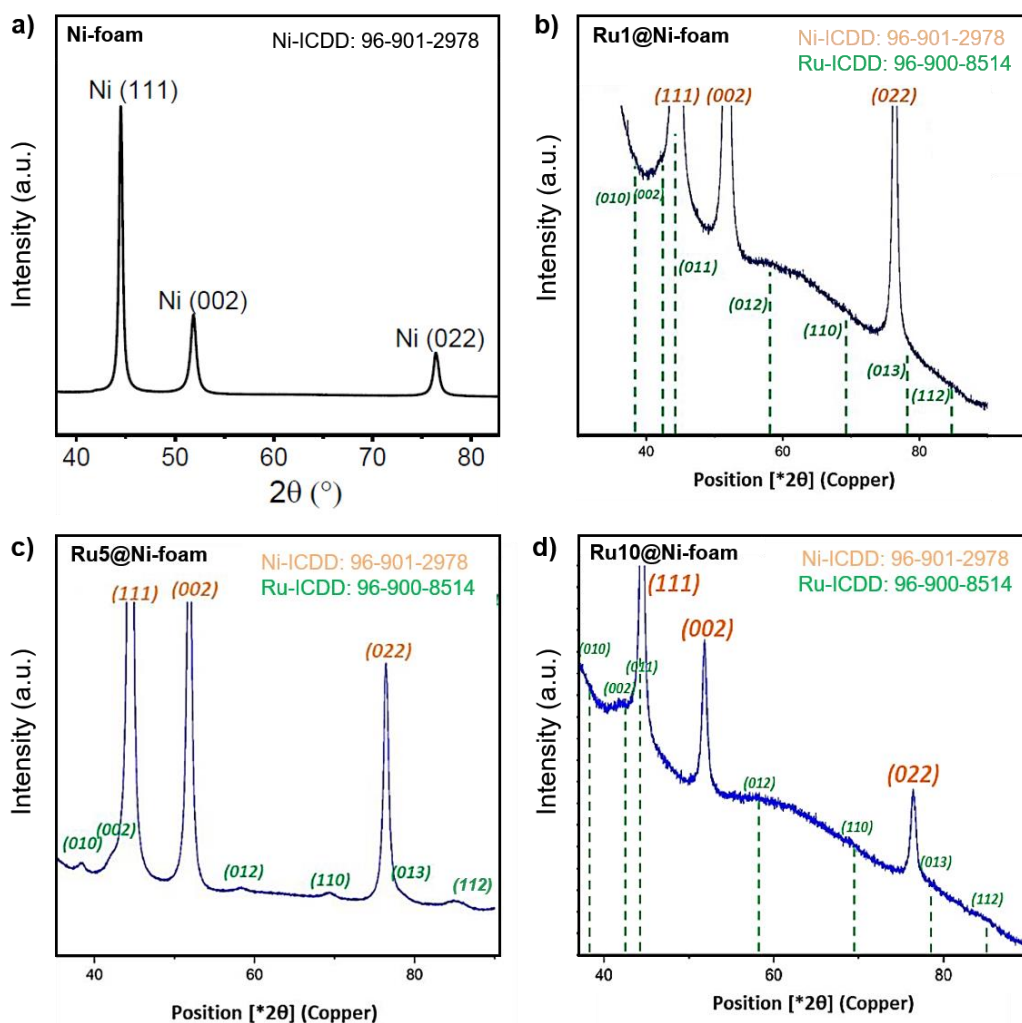 a)
Ni-foam
Ni-ICDD: 96-901-2978
Ni (111)
Ni (002)
Ni (022)
Intensity (a.u.)
40 50 60 70 80
2θ (°)
b)
Ru1@Ni-foam
Ni-ICDD: 96-901-2978
Ru-ICDD: 96-900-8514
(111) (002) (022)
(010) (002)
(011)
(012)
(110)
(013)
(112)
Intensity (a.u.)
40 60 80
Position [*2θ] (Copper)
c)
Ru5@Ni-foam
Ni-ICDD: 96-901-2978
Ru-ICDD: 96-900-8514
(111) (002)
(022)
(010) (002)
(012) (110) (013) (112)
Intensity (a.u.)
40 60 80
Position [*2θ] (Copper)
d)
Ru10@Ni-foam
Ni-ICDD: 96-901-2978
Ru-ICDD: 96-900-8514
(111)
(002)
(010)
(002) (011)
(022)
(012)
(110)
(013)
(112)
Intensity (a.u.)
40 60 80
Position [*2θ] (Copper)